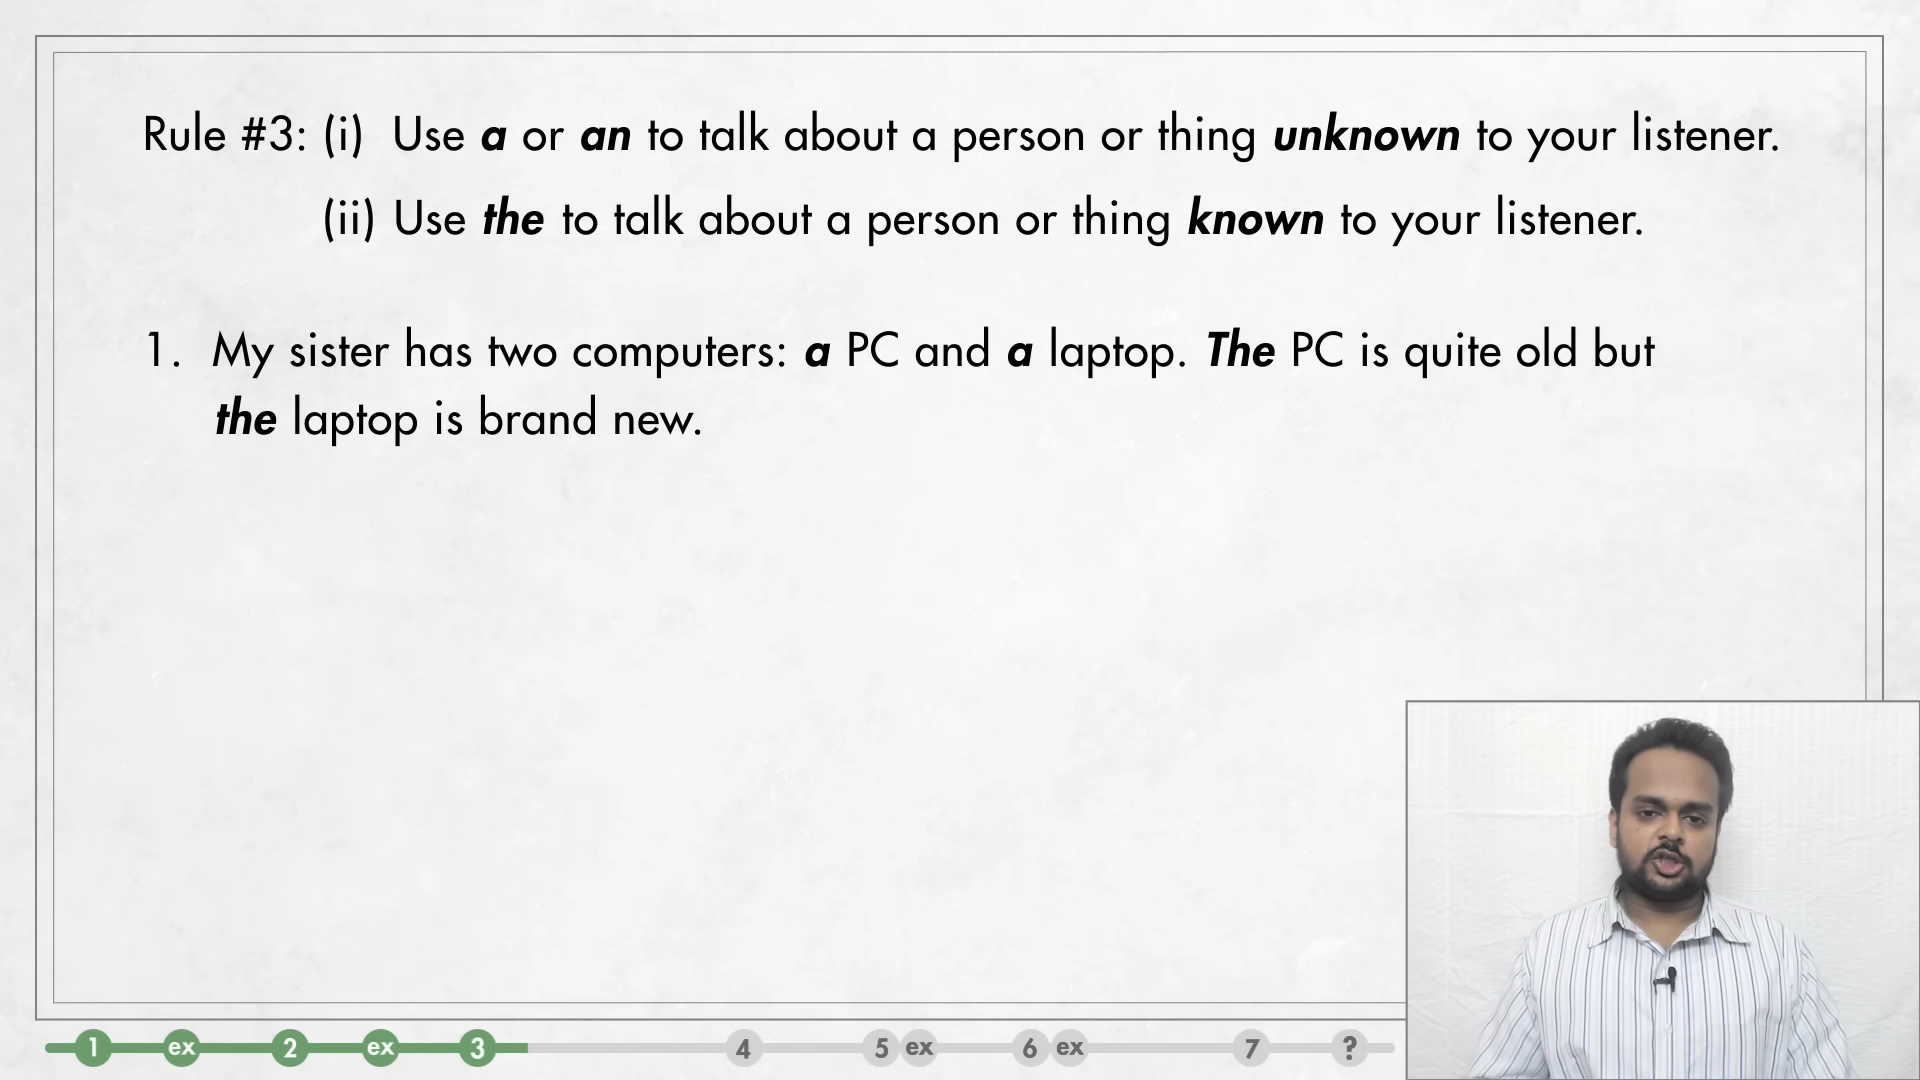 Rule #3: (i) Use a or an to talk about a person or thing unknown to your listener.
(ii) Use the to talk about a person or thing known to your listener.
1. My sister has two computers: a PC and a laptop. The PC is quite old but
the laptop is brand new.
1 ex 2 ex 3 4 5 ex 6 ex 7 ?